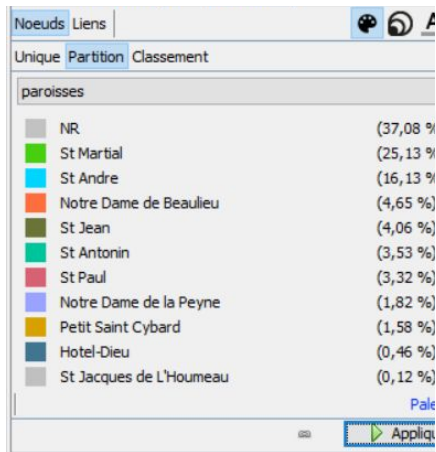 Noeuds Liens
Unique Partition Classement
paroisses
NR (37,08 %
St Martial (25,13 %
St Andre (16,13 %
Notre Dame de Beaulieu (4,65 %)
St Jean (4,06 %)
St Antonin (3,53 %)
St Paul (3,32 %)
Notre Dame de la Peyne (1,82 %)
Petit Saint Cybard (1,58 %)
Hotel-Dieu (0,46 %)
St Jacques de L'Houmeau (0,12 %)
Pale
Appliqu